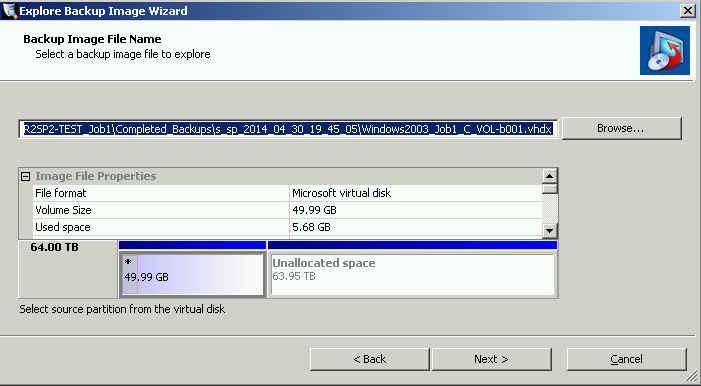 Explore Backup Image Wizard
Backup Image File Name
Select a backup image file to explore
R2SP2-TEST_Job1\Completed_Backups\s_sp_2014_04_30_19_45_05\Windows2003_Job1_C_VOL-b001.vhdx
Browse...
Image File Properties
File format Microsoft virtual disk
Volume Size 49.99 GB
Used space 5.68 GB
64.00 TB
* Unallocated space
49.99 GB 63.95 TB
Select source partition from the virtual disk
< Back Next > Cancel